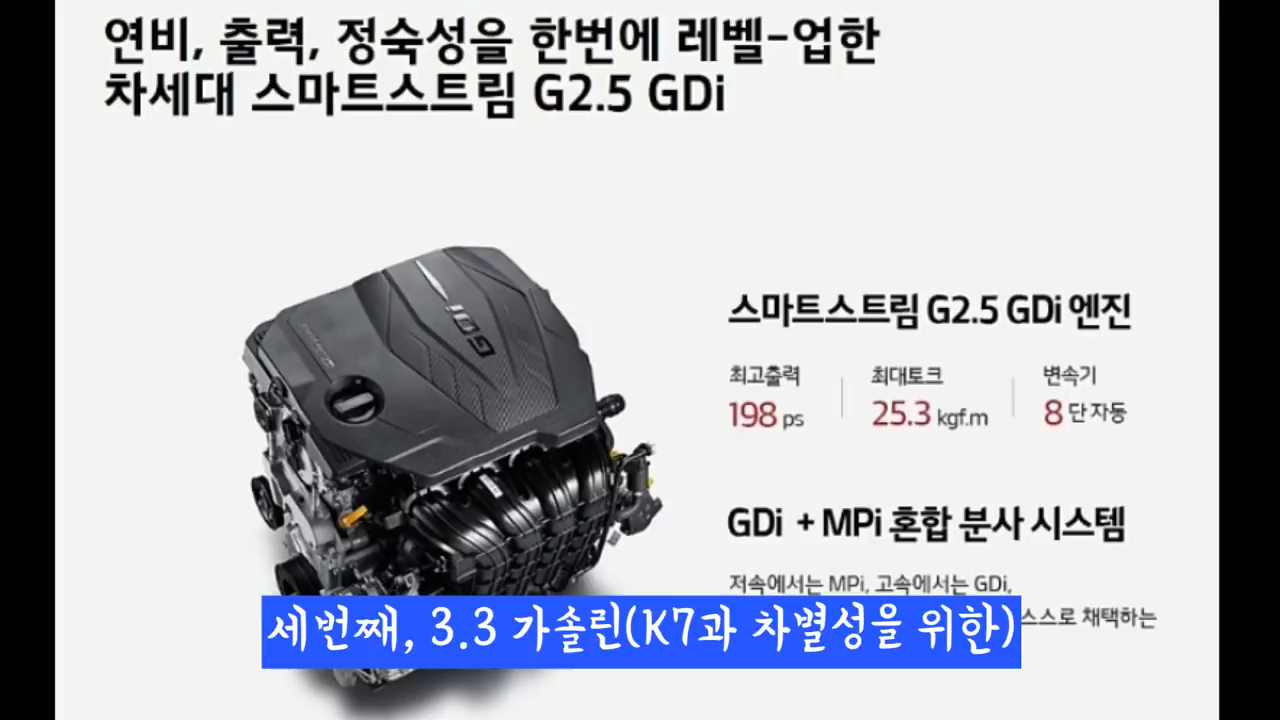 연비, 출력, 정숙성을 한번에 레벨-업한
차세대 스마트스트림 G2.5 GDi
GDi
스마트스트림 G2.5 GDi 엔진
최고출력 최대토크 변속기
198 ps 25.3 kgf.m 8단 자동
GDi + MPi 혼합 분사 시스템
저속에서는 MPi, 고속에서는 GDi,
스스로 채택하는
세번째, 3.3 가솔린(K7과 차별성을 위한)